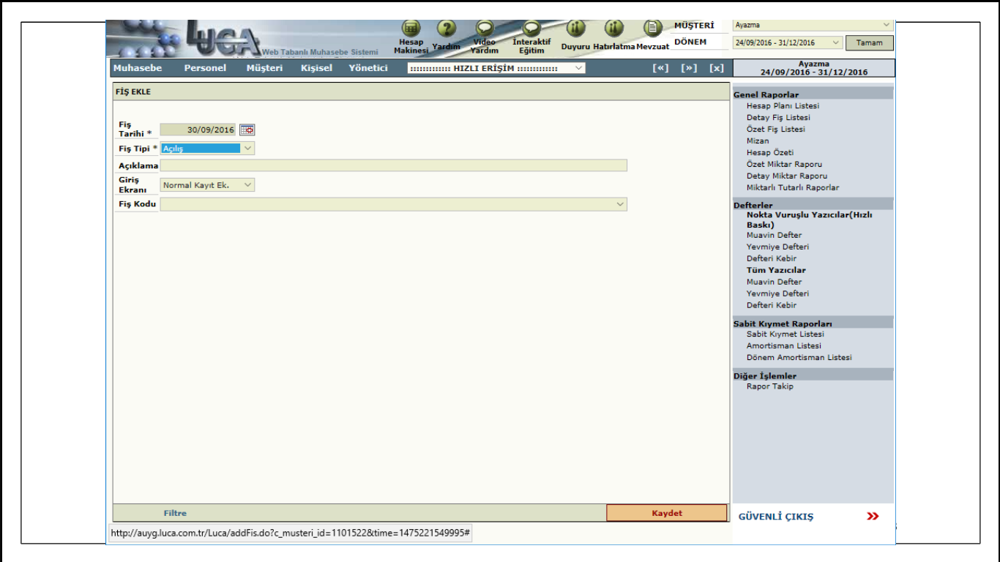 LUCA
Web Tabanlı Muhasebe Sistemi
Hesap Makinesi
Yardım
Video Yardım
İnteraktif Eğitim
Duyuru
Hatırlatma
Mevzuat
MÜŞTERİ
Ayazma
DÖNEM
24/09/2016 - 31/12/2016
Tamam
Muhasebe Personel Müşteri Kişisel Yönetici
::::::::::::: HIZLI ERİŞİM :::::::::::::
[«] [»] [x]
Ayazma
24/09/2016 - 31/12/2016
FİŞ EKLE
Fiş
Tarihi *
30/09/2016
Fiş Tipi *
Açılış
Açıklama
Giriş
Ekranı
Normal Kayıt Ek.
Fiş Kodu
Filtre
Kaydet
Genel Raporlar
Hesap Planı Listesi
Detay Fiş Listesi
Özet Fiş Listesi
Mizan
Hesap Özeti
Özet Miktar Raporu
Detay Miktar Raporu
Miktarlı Tutarlı Raporlar
Defterler
Nokta Vuruşlu Yazıcılar(Hızlı
Baskı)
Muavin Defter
Yevmiye Defteri
Defteri Kebir
Tüm Yazıcılar
Muavin Defter
Yevmiye Defteri
Defteri Kebir
Sabit Kıymet Raporları
Sabit Kıymet Listesi
Amortisman Listesi
Dönem Amortisman Listesi
Diğer İşlemler
Rapor Takip
GÜVENLİ ÇIKIŞ »
http://auyg.luca.com.tr/Luca/addFis.do?c_musteri_id=1101522&time=1475221549995#